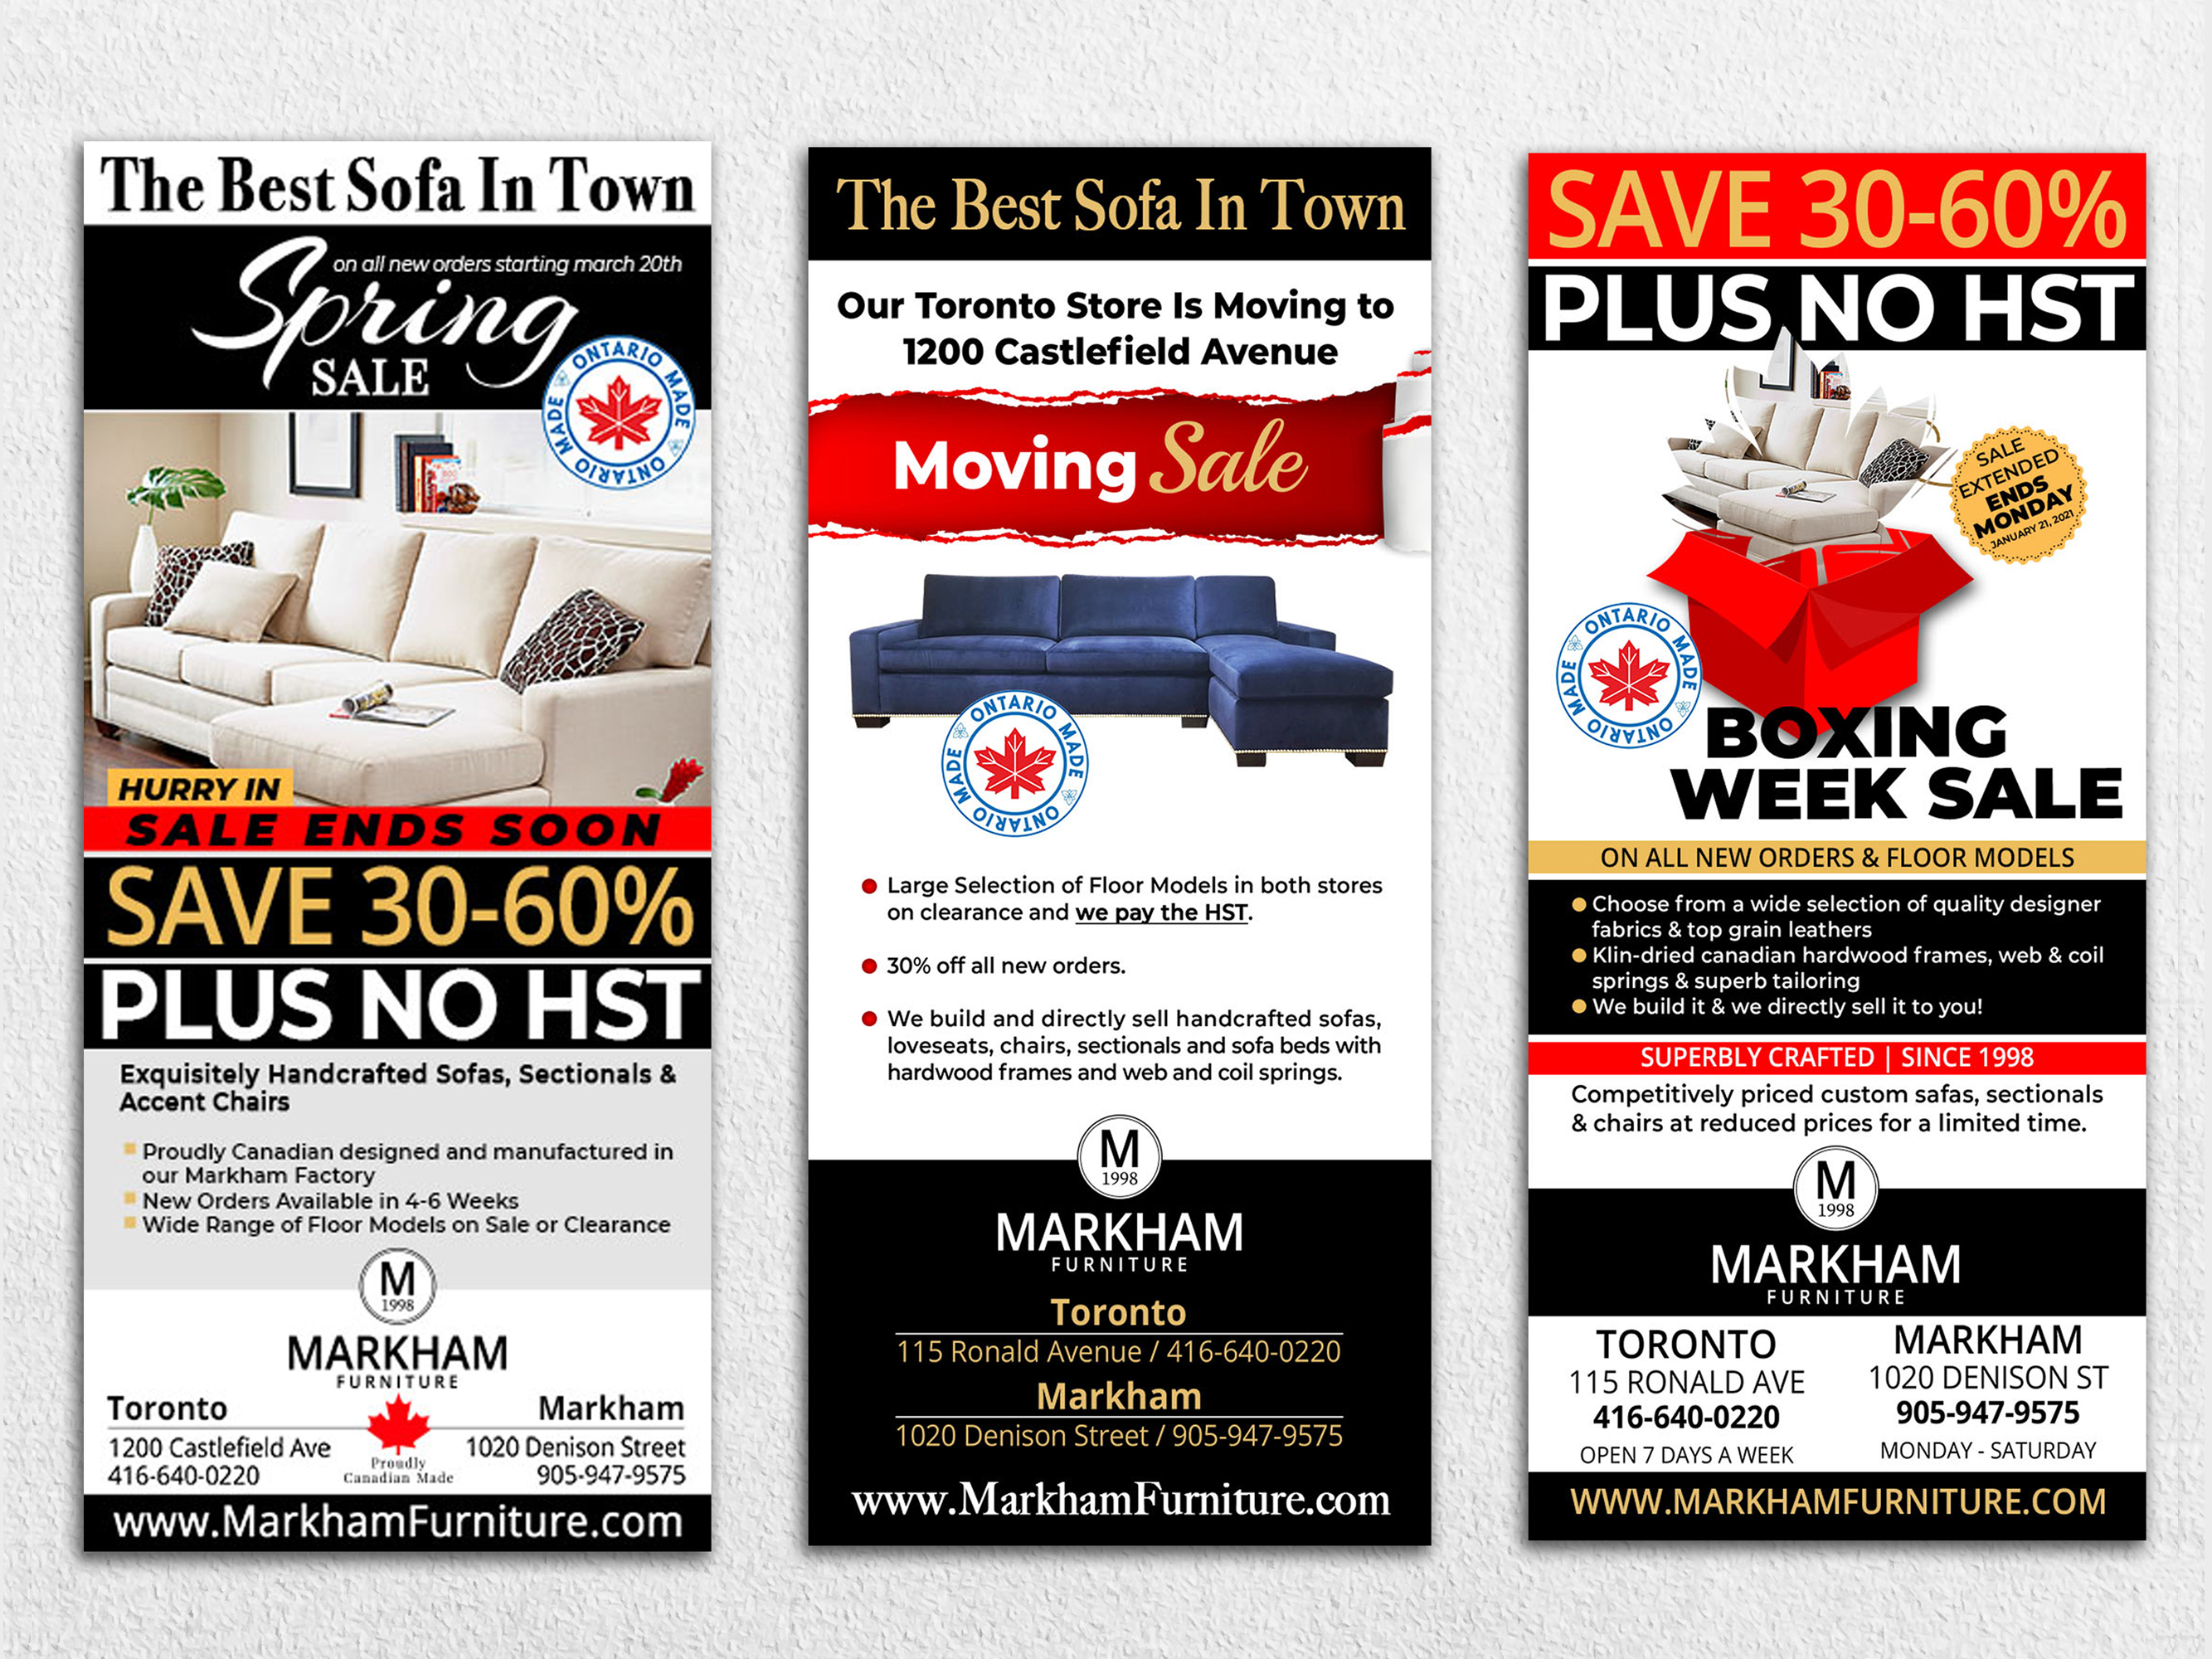 The Best Sofa In Town
on all new orders starting march 20th
Spring
SALE
ONTARIO MADE
ONTARIO MADE
HURRY IN
SALE ENDS SOON
SAVE 30-60%
PLUS NO HST
Exquisitely Handcrafted Sofas, Sectionals &
Accent Chairs
Proudly Canadian designed and manufactured in
our Markham Factory
New Orders Available in 4-6 Weeks
Wide Range of Floor Models on Sale or Clearance
M
1998
MARKHAM
FURNITURE
Toronto
1200 Castlefield Ave
416-640-0220
Proudly
Canadian Made
Markham
1020 Denison Street
905-947-9575
www.MarkhamFurniture.com
The Best Sofa In Town
Our Toronto Store Is Moving to
1200 Castlefield Avenue
Moving Sale
ONTARIO MADE
ONTARIO MADE
Large Selection of Floor Models in both stores
on clearance and we pay the HST.
30% off all new orders.
We build and directly sell handcrafted sofas,
loveseats, chairs, sectionals and sofa beds with
hardwood frames and web and coil springs.
M
1998
MARKHAM
FURNITURE
Toronto
115 Ronald Avenue / 416-640-0220
Markham
1020 Denison Street / 905-947-9575
www.MarkhamFurniture.com
SAVE 30-60%
PLUS NO HST
SALE
EXTENDED
ENDS
MONDAY
JANUARY 21, 2021
ONTARIO MADE
ONTARIO MADE
BOXING
WEEK SALE
ON ALL NEW ORDERS & FLOOR MODELS
Choose from a wide selection of quality designer
fabrics & top grain leathers
Klin-dried canadian hardwood frames, web & coil
springs & superb tailoring
We build it & we directly sell it to you!
SUPERBLY CRAFTED | SINCE 1998
Competitively priced custom safas, sectionals
& chairs at reduced prices for a limited time.
M
1998
MARKHAM
FURNITURE
TORONTO
115 RONALD AVE
416-640-0220
OPEN 7 DAYS A WEEK
MARKHAM
1020 DENISON ST
905-947-9575
MONDAY - SATURDAY
WWW.MARKHAMFURNITURE.COM